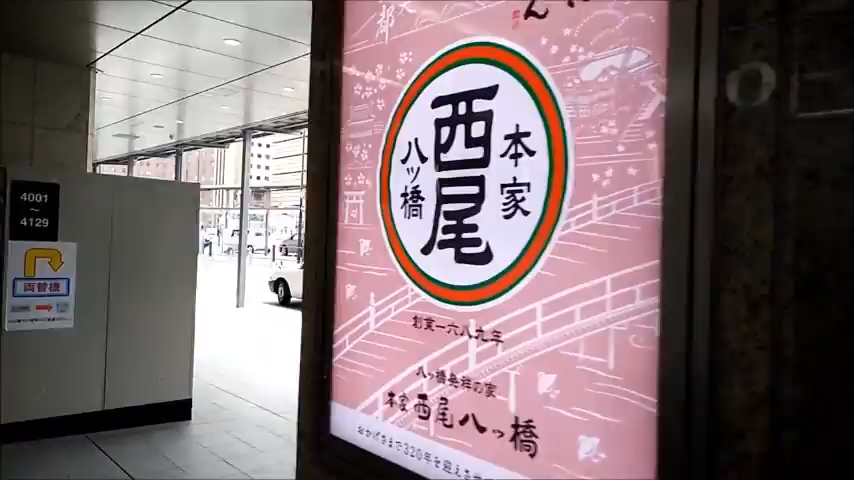 4001
~
4129
両替機
都
本家
西尾
八ッ橋
創業一六八九年
八ッ橋発祥の家
本家西尾八ッ橋
おかげさまで320年を迎える